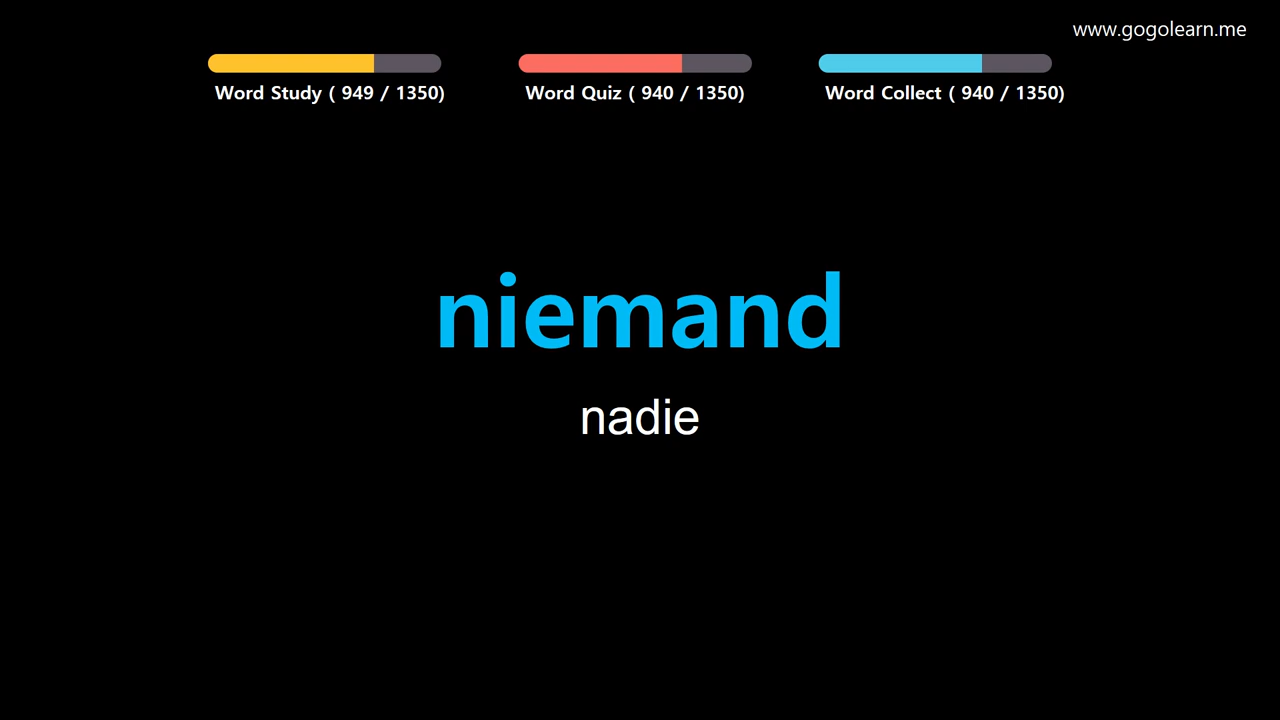 www.gogolearn.me
Word Study ( 949 / 1350)
Word Quiz ( 940 / 1350)
Word Collect ( 940 / 1350)
niemand
nadie